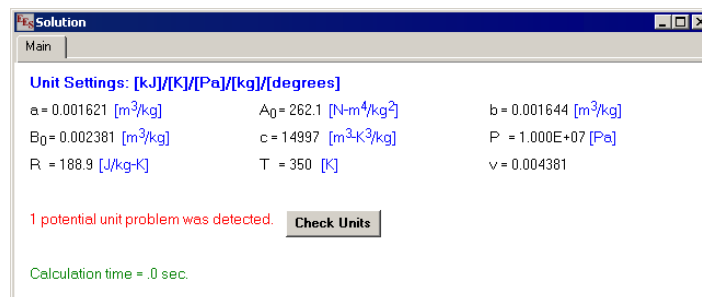 EES Solution
Main
Unit Settings: [kJ]/[K]/[Pa]/[kg]/[degrees]
a = 0.001621 [m³/kg] A₀ = 262.1 [N-m⁴/kg²] b = 0.001644 [m³/kg]
B₀ = 0.002381 [m³/kg] c = 14997 [m³-K³/kg] P = 1.000E+07 [Pa]
R = 188.9 [J/kg-K] T = 350 [K] v = 0.004381
1 potential unit problem was detected. Check Units
Calculation time = .0 sec.